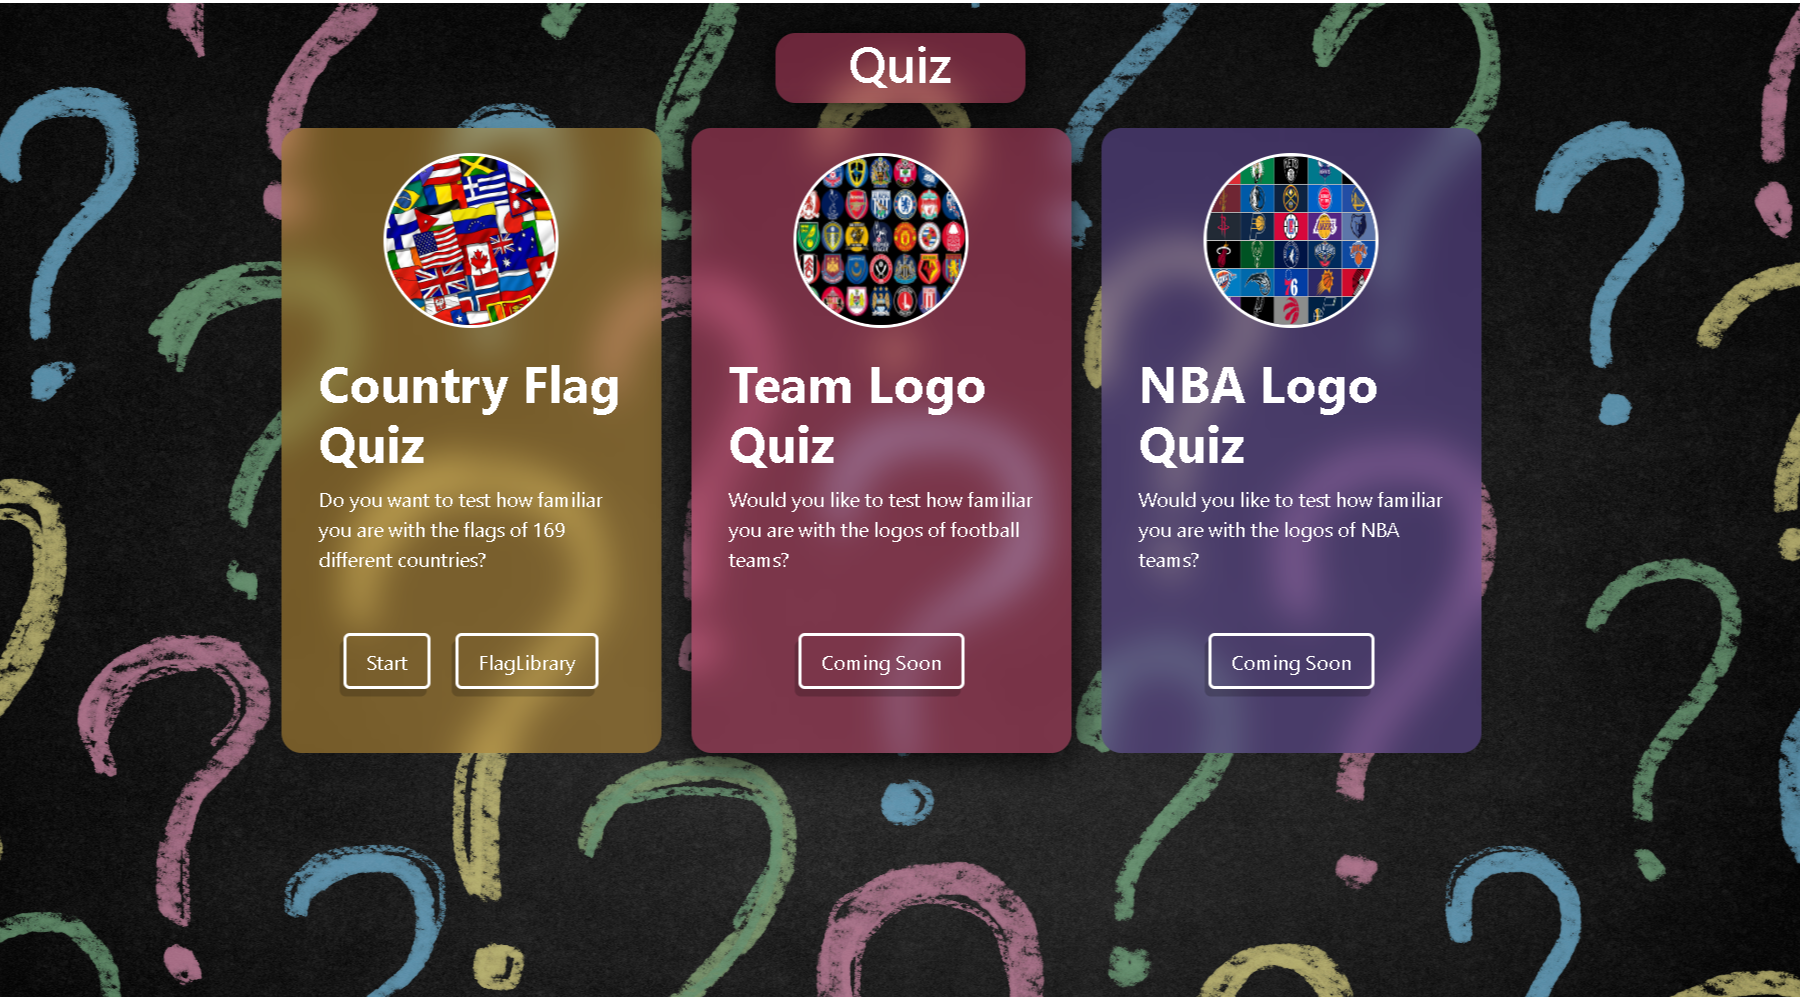 Quiz
Country Flag
Quiz
Do you want to test how familiar
you are with the flags of 169
different countries?
Start
FlagLibrary
Team Logo
Quiz
Would you like to test how familiar
you are with the logos of football
teams?
Coming Soon
NBA Logo
Quiz
Would you like to test how familiar
you are with the logos of NBA
teams?
Coming Soon